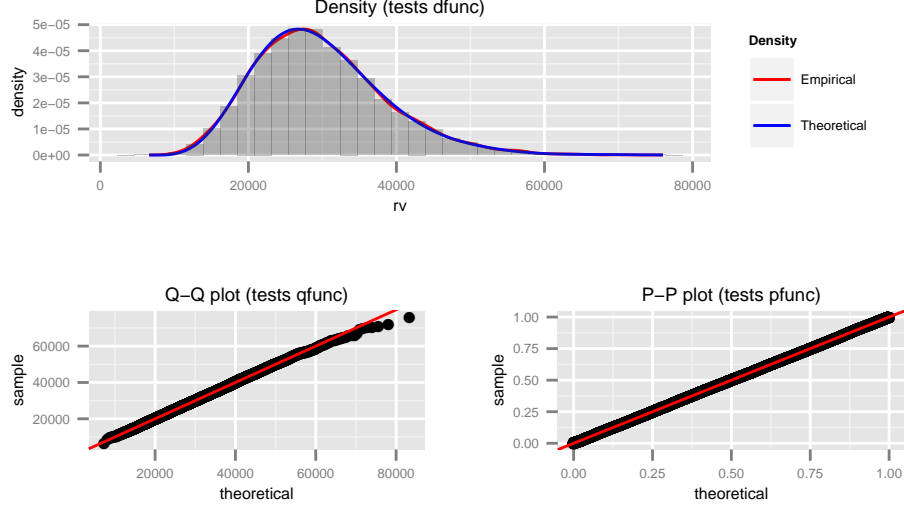 Density (tests dfunc)
5e−05
4e−05
3e−05
2e−05
1e−05
0e+00
density
0 20000 40000 60000 80000
rv
Density
Empirical
Theoretical
Q−Q plot (tests qfunc)
60000
40000
20000
sample
20000 40000 60000 80000
theoretical
P−P plot (tests pfunc)
1.00
0.75
0.50
0.25
0.00
sample
0.00 0.25 0.50 0.75 1.00
theoretical